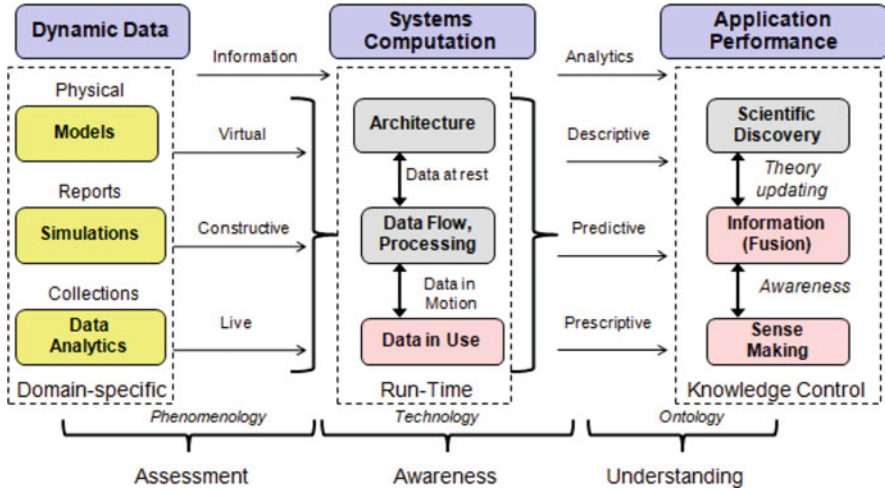 Dynamic Data
Systems
Computation
Application
Performance
Information
Analytics
Physical
Models
Virtual
Architecture
Descriptive
Scientific
Discovery
Data at rest
Theory
updating
Reports
Simulations
Constructive
Data Flow,
Processing
Predictive
Information
(Fusion)
Data in
Motion
Awareness
Collections
Data
Analytics
Live
Data in Use
Prescriptive
Sense
Making
Domain-specific
Run-Time
Knowledge Control
Phenomenology
Technology
Ontology
Assessment
Awareness
Understanding